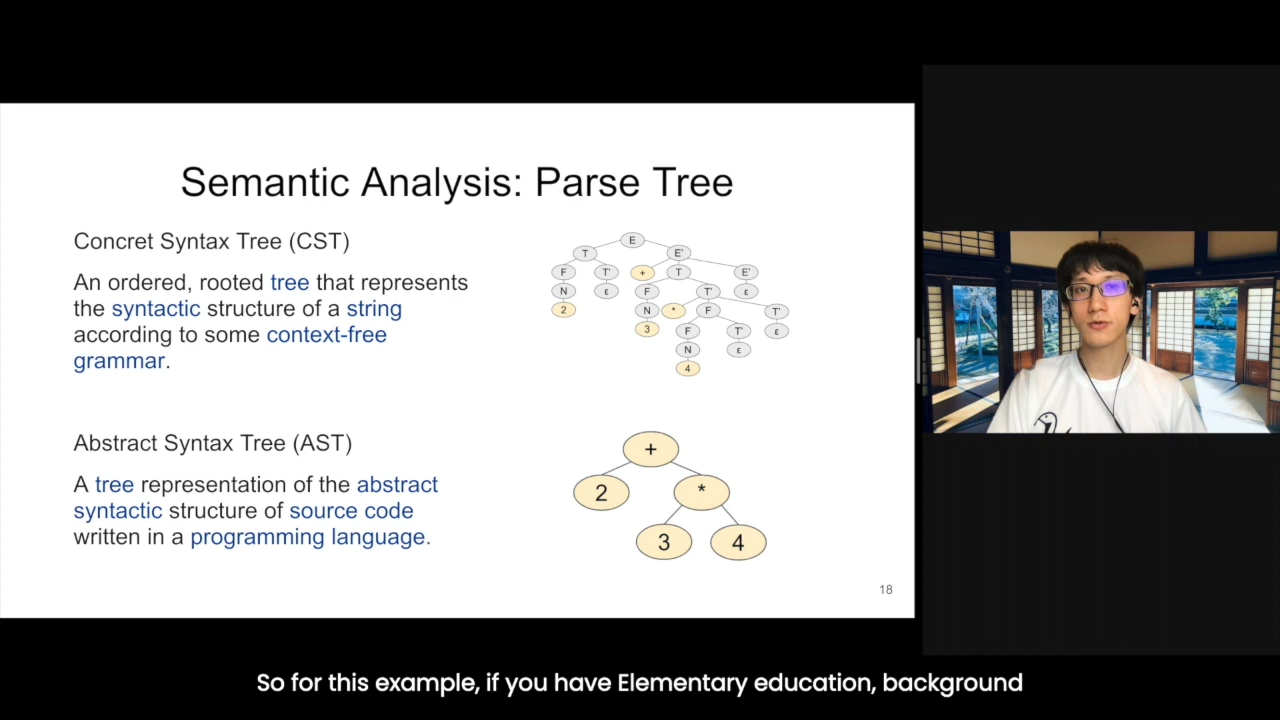 Semantic Analysis: Parse Tree
Concret Syntax Tree (CST)
An ordered, rooted tree that represents
the syntactic structure of a string
according to some context-free
grammar.
E
T E'
F T' + T E'
N ε F T' ε
2 N * F T'
3 F T' ε
N ε
4
Abstract Syntax Tree (AST)
A tree representation of the abstract
syntactic structure of source code
written in a programming language.
+
2 *
3 4
18
So for this example, if you have Elementary education, background